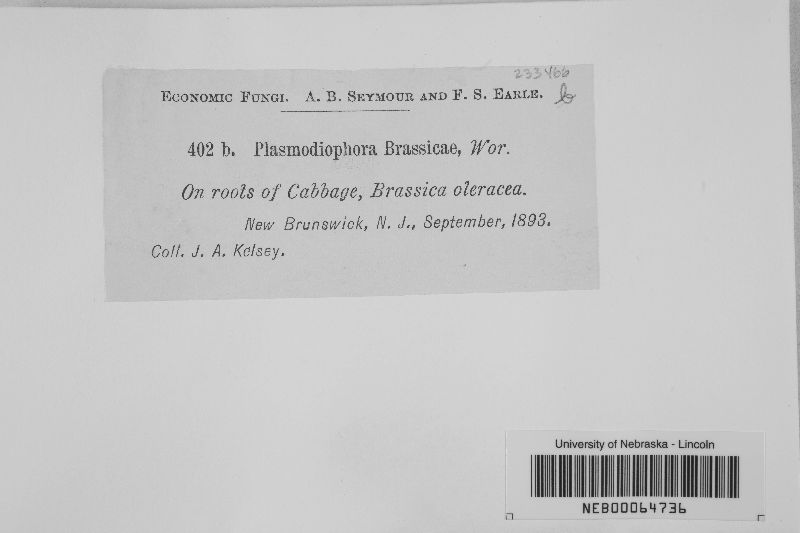 233466
b
ECONOMIC FUNGI. A. B. SEYMOUR AND F. S. EARLE.
402 b. Plasmodiophora Brassicae, Wor.
On roots of Cabbage, Brassica oleracea.
New Brunswick, N. J., September, 1893.
Coll. J. A. Kelsey.
University of Nebraska - Lincoln
NEB00064736